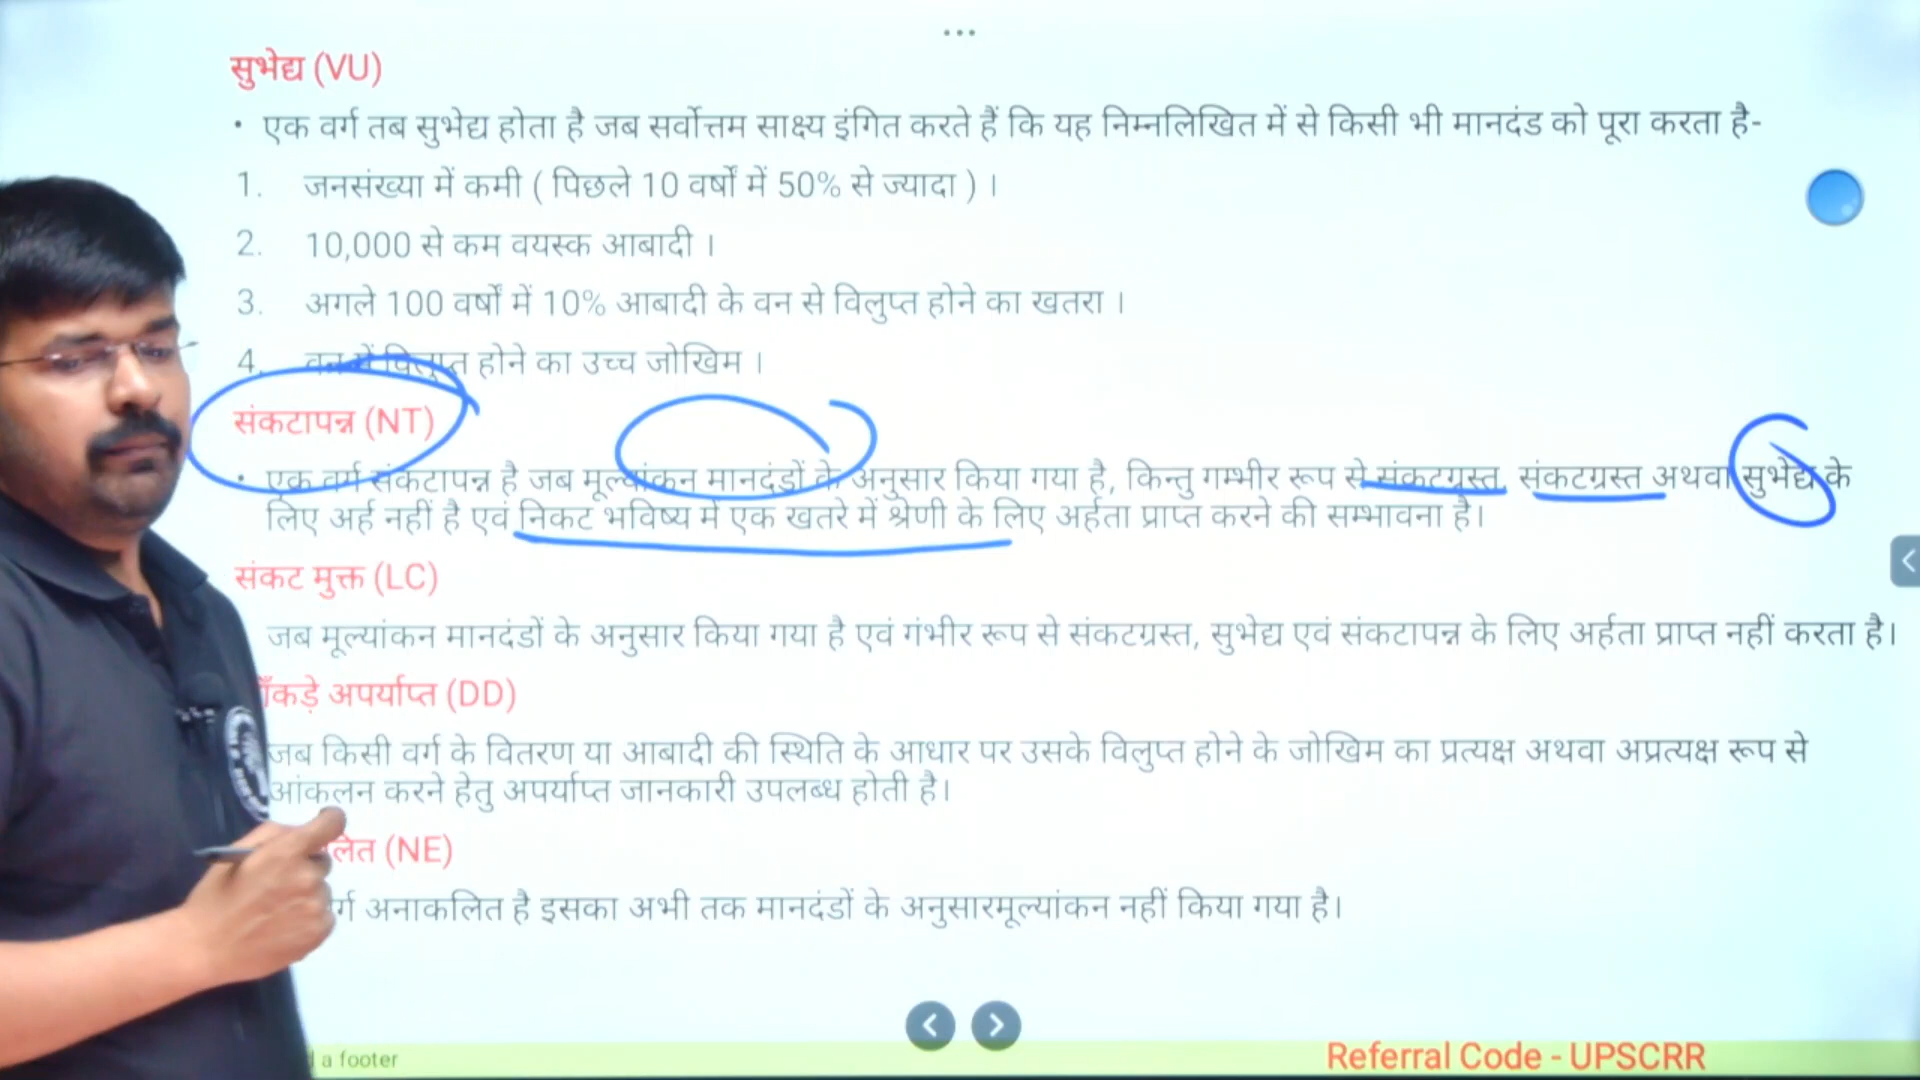 सुभेद्य (VU)
• एक वर्ग तब सुभेद्य होता है जब सर्वोत्तम साक्ष्य इंगित करते हैं कि यह निम्नलिखित में से किसी भी मानदंड को पूरा करता है-
1. जनसंख्या में कमी ( पिछले 10 वर्षों में 50% से ज्यादा ) ।
2. 10,000 से कम वयस्क आबादी ।
3. अगले 100 वर्षों में 10% आबादी के वन से विलुप्त होने का खतरा ।
4. वन में विलुप्त होने का उच्च जोखिम ।
संकटापन्न (NT)
• एक वर्ग संकटापन्न है जब मूल्यांकन मानदंडों के अनुसार किया गया है, किन्तु गम्भीर रूप से संकटग्रस्त, संकटग्रस्त अथवा सुभेद्य के
लिए अर्ह नहीं है एवं निकट भविष्य में एक खतरे में श्रेणी के लिए अर्हता प्राप्त करने की सम्भावना है।
संकट मुक्त (LC)
जब मूल्यांकन मानदंडों के अनुसार किया गया है एवं गंभीर रूप से संकटग्रस्त, सुभेद्य एवं संकटापन्न के लिए अर्हता प्राप्त नहीं करता है।
अपर्याप्त (DD)
जब किसी वर्ग के वितरण या आबादी की स्थिति के आधार पर उसके विलुप्त होने के जोखिम का प्रत्यक्ष अथवा अप्रत्यक्ष रूप से
आंकलन करने हेतु अपर्याप्त जानकारी उपलब्ध होती है।
(NE)
अनाकलित है इसका अभी तक मानदंडों के अनुसारमूल्यांकन नहीं किया गया है।
a footer
Referral Code - UPSCRR